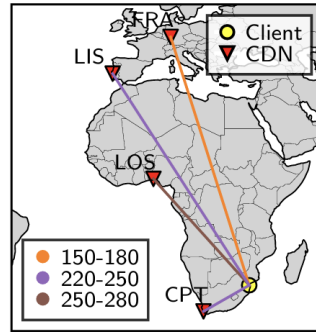 FRA
Client
CDN
LIS
LOS
150-180
220-250
250-280
CPT